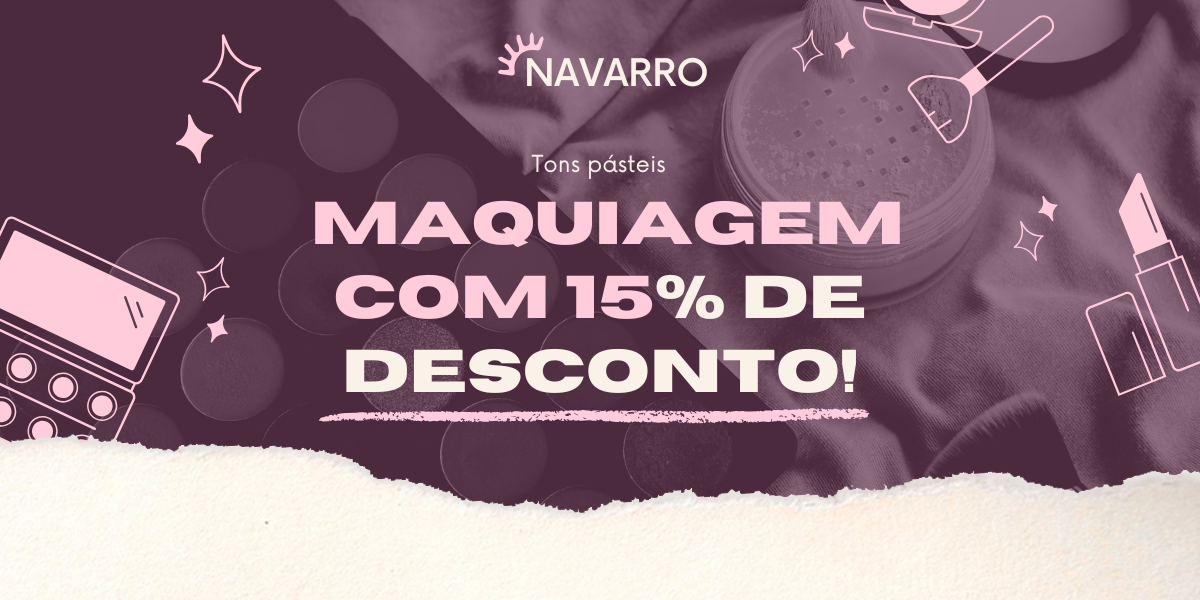 NAVARRO
Tons pásteis
MAQUIAGEM
COM 15% DE
DESCONTO!